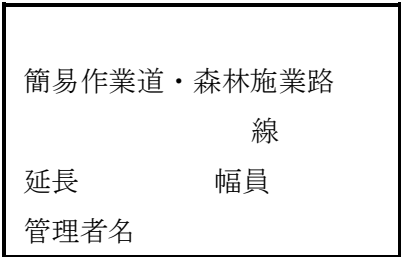 簡易作業道・森林施業路
線
延長　　　　　幅員
管理者名